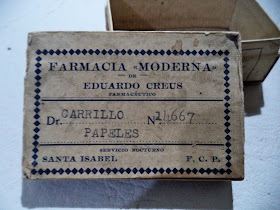 FARMACIA «MODERNA»
DE
EDUARDO CREUS
FARMACÉUTICO
Dr. CARRILLO N.º 14667
PAPELES
SERVICIO NOCTURNO
SANTA ISABEL F. C. P.